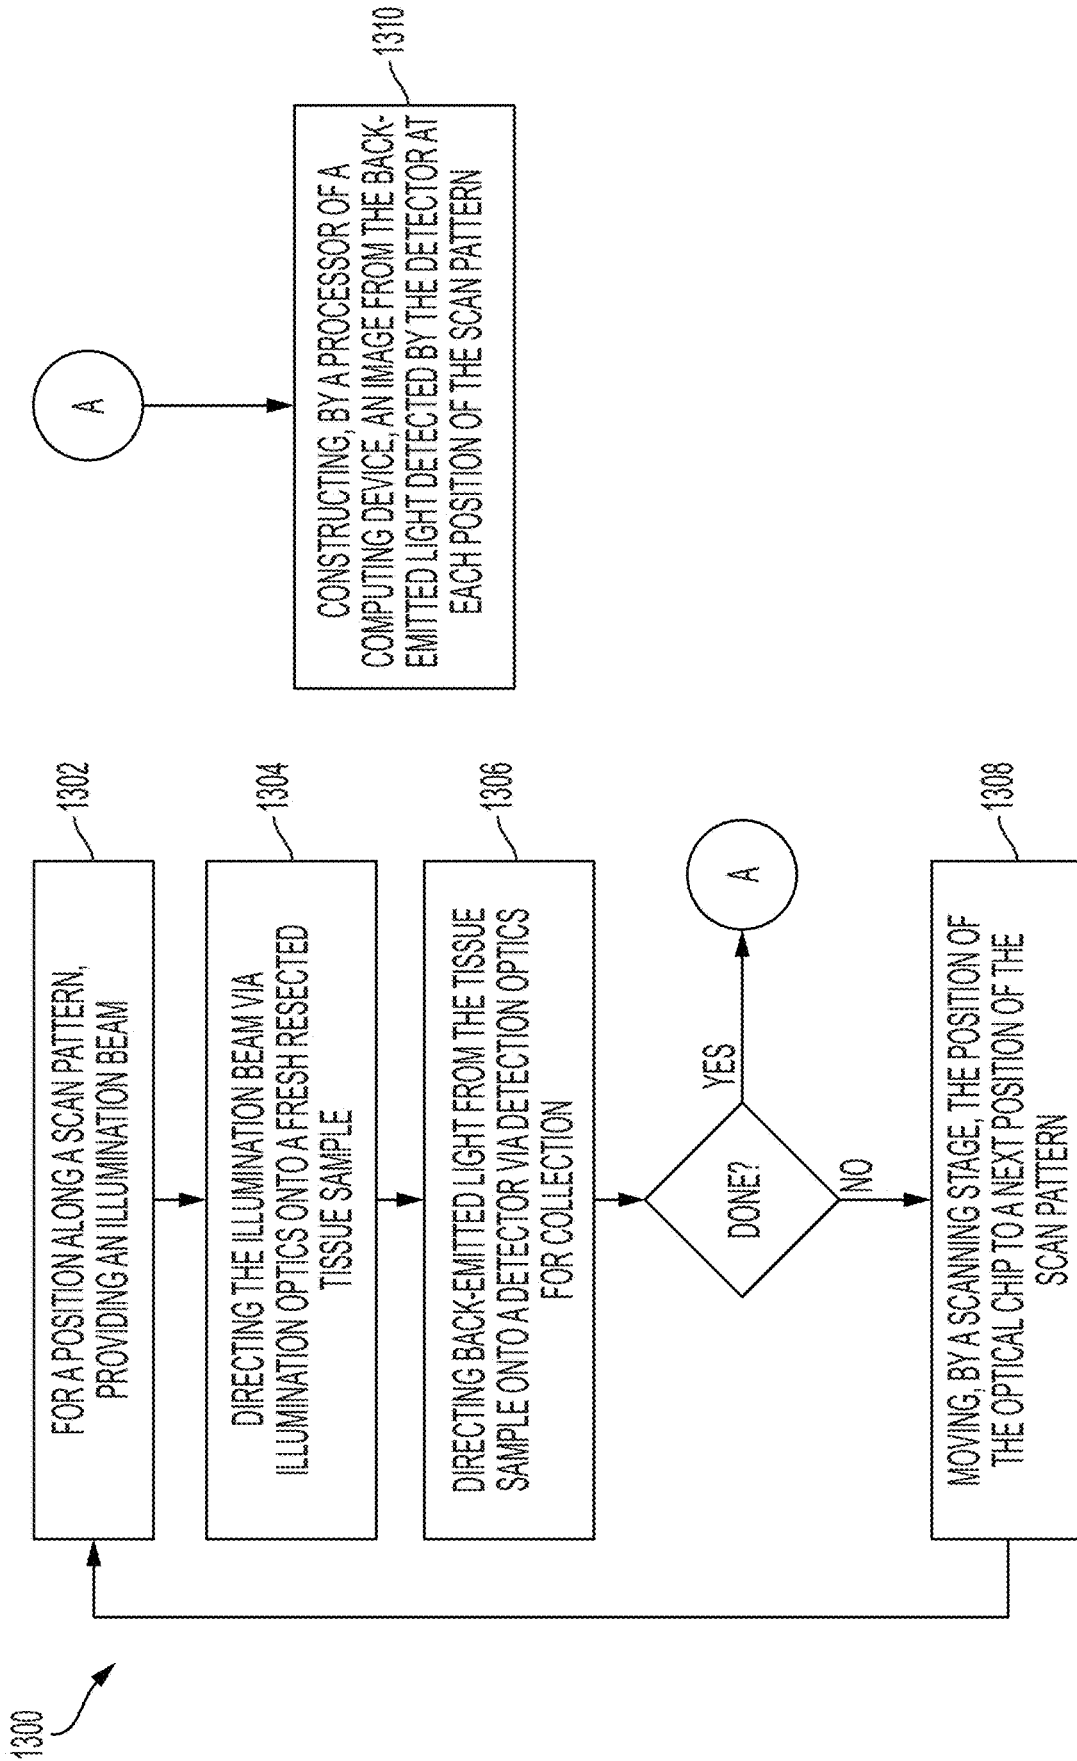 1300
1302
FOR A POSITION ALONG A SCAN PATTERN,
PROVIDING AN ILLUMINATION BEAM
1304
DIRECTING THE ILLUMINATION BEAM VIA
ILLUMINATION OPTICS ONTO A FRESH RESECTED
TISSUE SAMPLE
1306
DIRECTING BACK-EMITTED LIGHT FROM THE TISSUE
SAMPLE ONTO A DETECTOR VIA DETECTION OPTICS
FOR COLLECTION
DONE?
YES
A
NO
1308
MOVING, BY A SCANNING STAGE, THE POSITION OF
THE OPTICAL CHIP TO A NEXT POSITION OF THE
SCAN PATTERN
A
1310
CONSTRUCTING, BY A PROCESSOR OF A
COMPUTING DEVICE, AN IMAGE FROM THE BACK-
EMITTED LIGHT DETECTED BY THE DETECTOR AT
EACH POSITION OF THE SCAN PATTERN